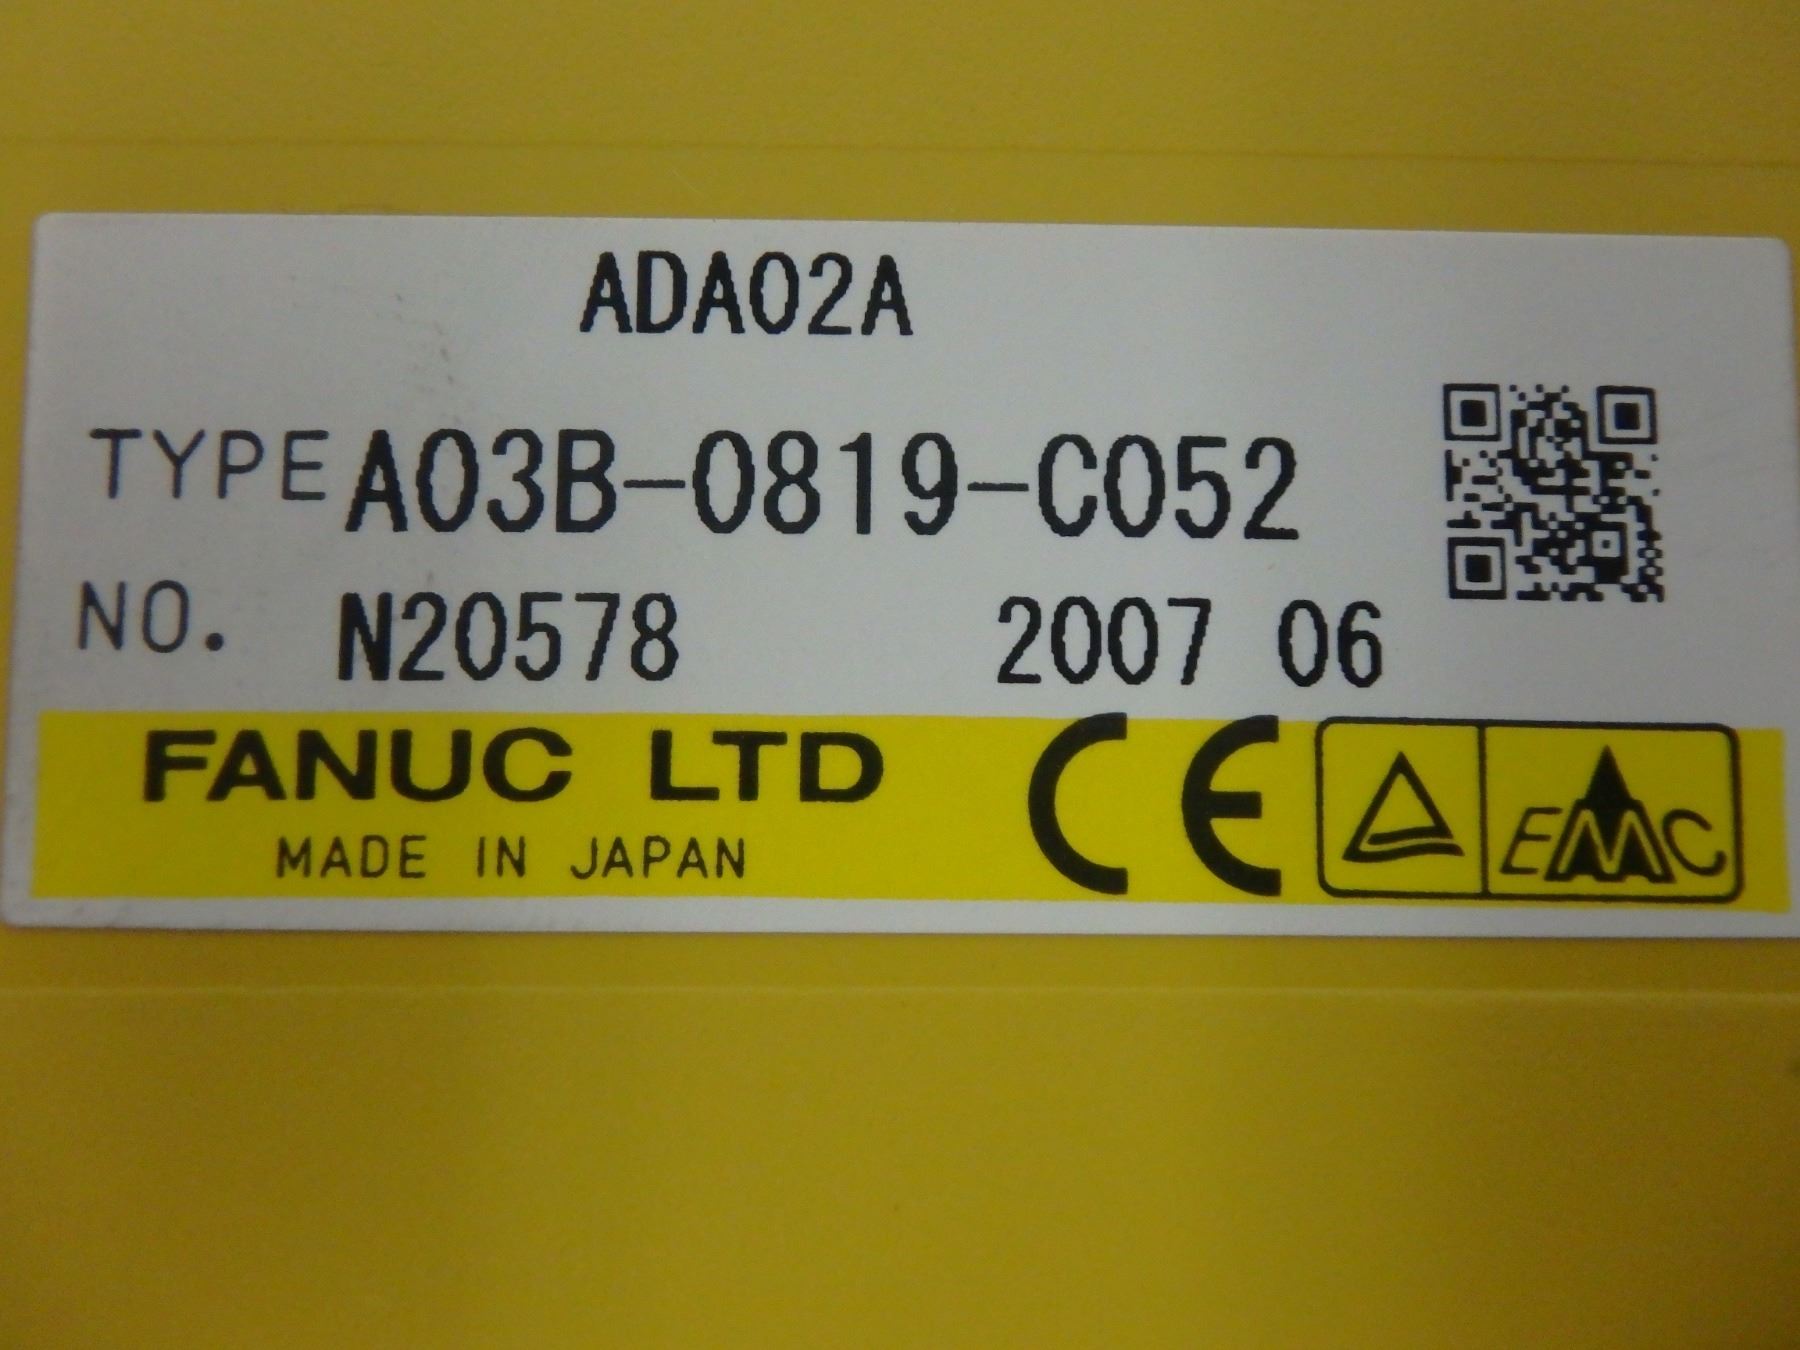 ADA02A
TYPE A03B-0819-C052
NO. N20578 2007 06
FANUC LTD CE EMC
MADE IN JAPAN